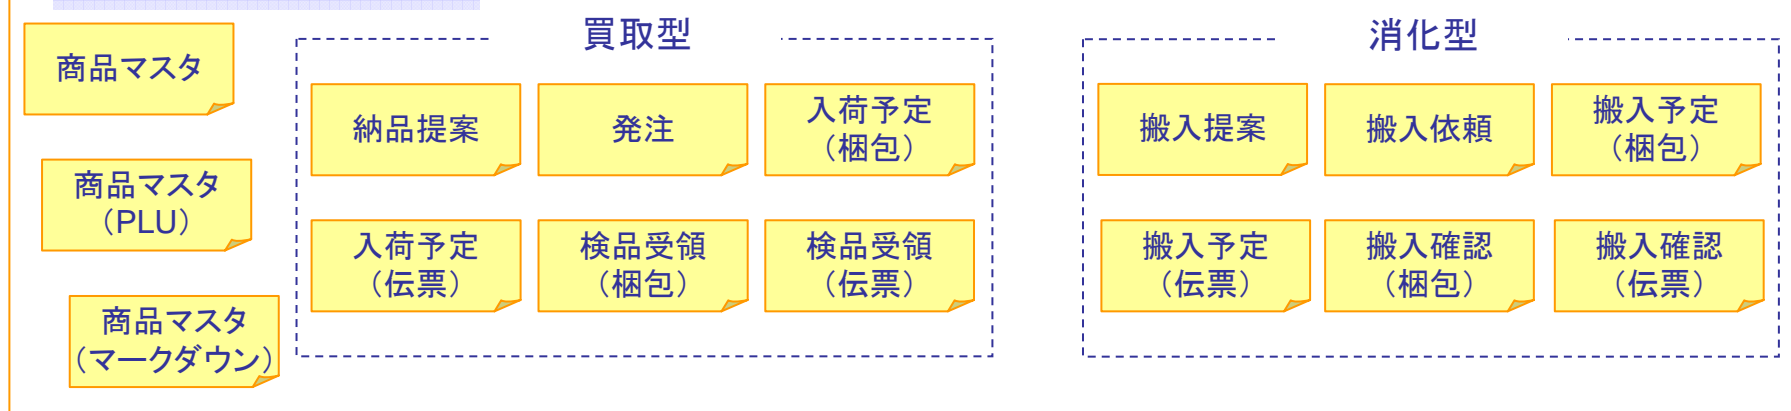 商品マスタ
商品マスタ
（PLU）
商品マスタ
（マークダウン）
買取型
納品提案
発注
入荷予定
（梱包）
入荷予定
（伝票）
検品受領
（梱包）
検品受領
（伝票）
消化型
搬入提案
搬入依頼
搬入予定
（梱包）
搬入予定
（伝票）
搬入確認
（梱包）
搬入確認
（伝票）